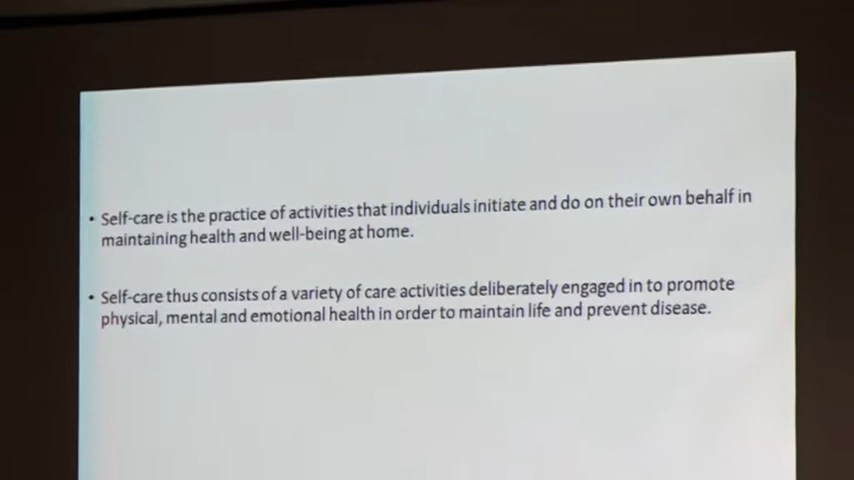 • Self-care is the practice of activities that individuals initiate and do on their own behalf in
maintaining health and well-being at home.
• Self-care thus consists of a variety of care activities deliberately engaged in to promote
physical, mental and emotional health in order to maintain life and prevent disease.